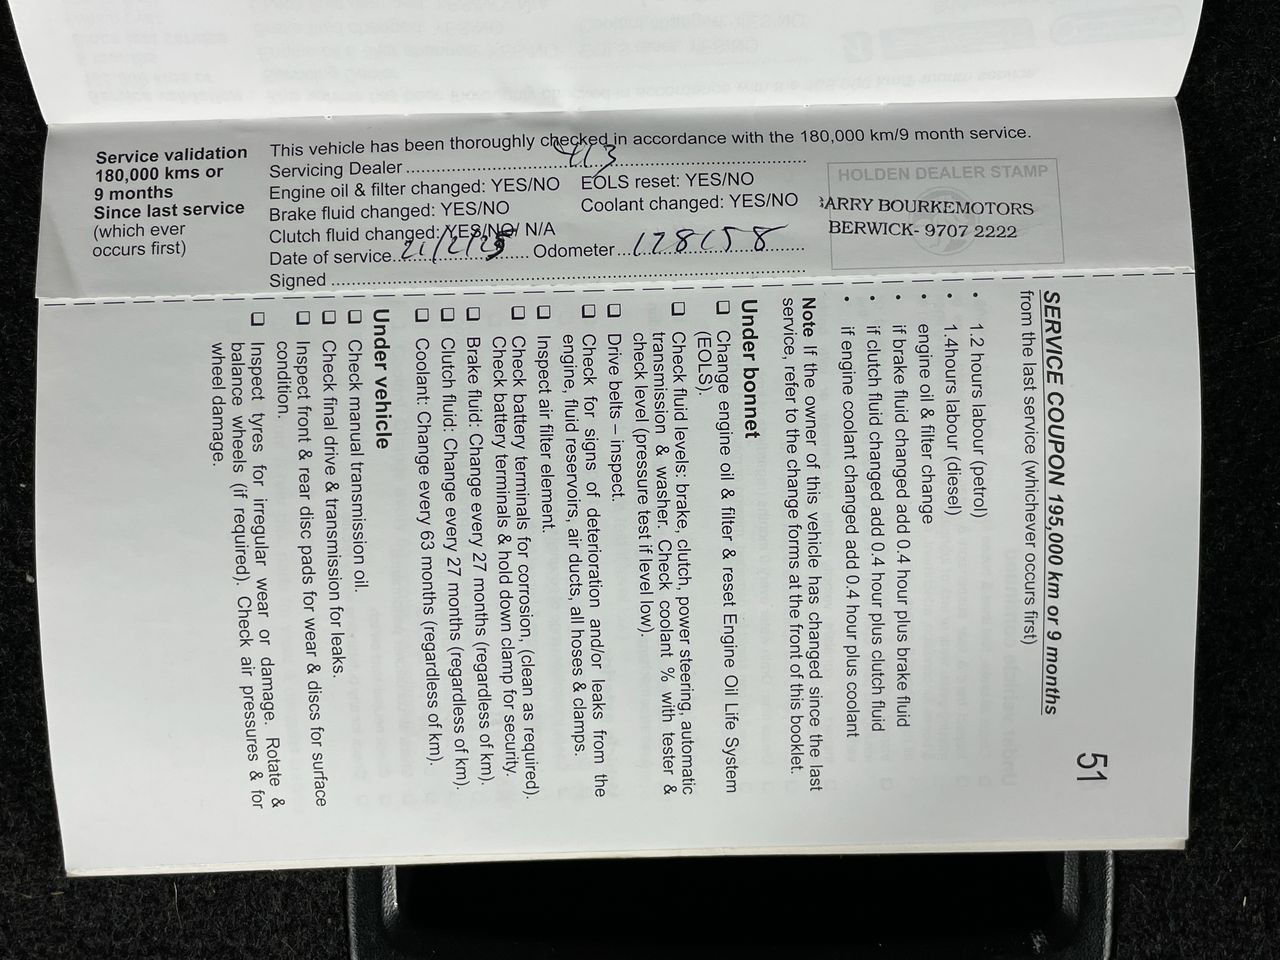 Service validation
180,000 kms or
9 months
Since last service
(which ever
occurs first)
This vehicle has been thoroughly checked in accordance with the 180,000 km/9 month service.
Servicing Dealer
Engine oil & filter changed: YES/NO EOLS reset: YES/NO
Brake fluid changed: YES/NO Coolant changed: YES/NO
Clutch fluid changed: YES/NO/ N/A
Date of service Odometer 128158
Signed
HOLDEN DEALER STAMP
BARRY BOURKEMOTORS
BERWICK- 9707 2222
51
SERVICE COUPON 195,000 km or 9 months
from the last service (whichever occurs first)
• 1.2 hours labour (petrol)
• 1.4hours labour (diesel)
• engine oil & filter change
• if brake fluid changed add 0.4 hour plus brake fluid
• if clutch fluid changed add 0.4 hour plus clutch fluid
• if engine coolant changed add 0.4 hour plus coolant
Note If the owner of this vehicle has changed since the last
service, refer to the change forms at the front of this booklet.
Under bonnet
❑ Change engine oil & filter & reset Engine Oil Life System
(EOLS).
❑ Check fluid levels: brake, clutch, power steering, automatic
transmission & washer. Check coolant % with tester &
check level (pressure test if level low).
❑ Drive belts – inspect.
❑ Check for signs of deterioration and/or leaks from the
engine, fluid reservoirs, air ducts, all hoses & clamps.
❑ Inspect air filter element.
❑ Check battery terminals for corrosion, (clean as required).
Check battery terminals & hold down clamp for security.
❑ Brake fluid: Change every 27 months (regardless of km).
❑ Clutch fluid: Change every 27 months (regardless of km).
❑ Coolant: Change every 63 months (regardless of km).
Under vehicle
❑ Check manual transmission oil.
❑ Check final drive & transmission for leaks.
❑ Inspect front & rear disc pads for wear & discs for surface
condition.
❑ Inspect tyres for irregular wear or damage. Rotate &
balance wheels (if required). Check air pressures & for
wheel damage.